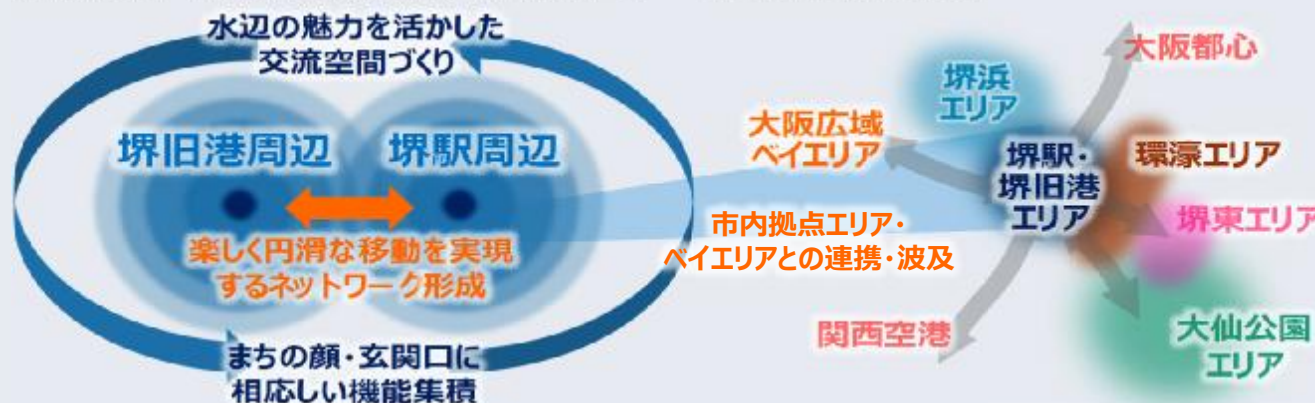 水辺の魅力を活かした
交流空間づくり
堺旧港周辺
堺駅周辺
楽しく円滑な移動を実現
するネットワーク形成
まちの顔・玄関口に
相応しい機能集積
大阪都心
堺浜
エリア
大阪広域
ベイエリア
堺駅・
堺旧港
エリア
環濠エリア
堺東エリア
市内拠点エリア・
ベイエリアとの連携・波及
関西空港
大仙公園
エリア